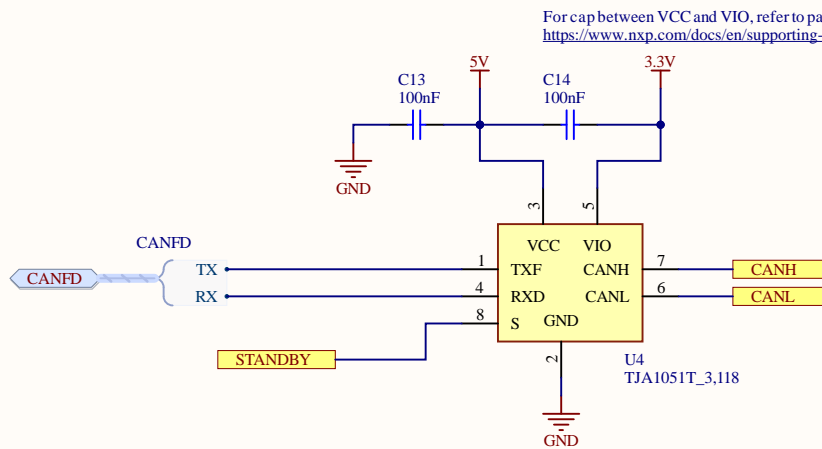 For cap between VCC and VIO, refer to pa
https://www.nxp.com/docs/en/supporting-
5V
3.3V
C13
100nF
C14
100nF
GND
3
5
CANFD
VCC
VIO
CANFD
TX
1
TXF
CANH
7
CANH
RX
4
RXD
CANL
6
CANL
8
S
GND
STANDBY
2
U4
TJA1051T_3,118
GND